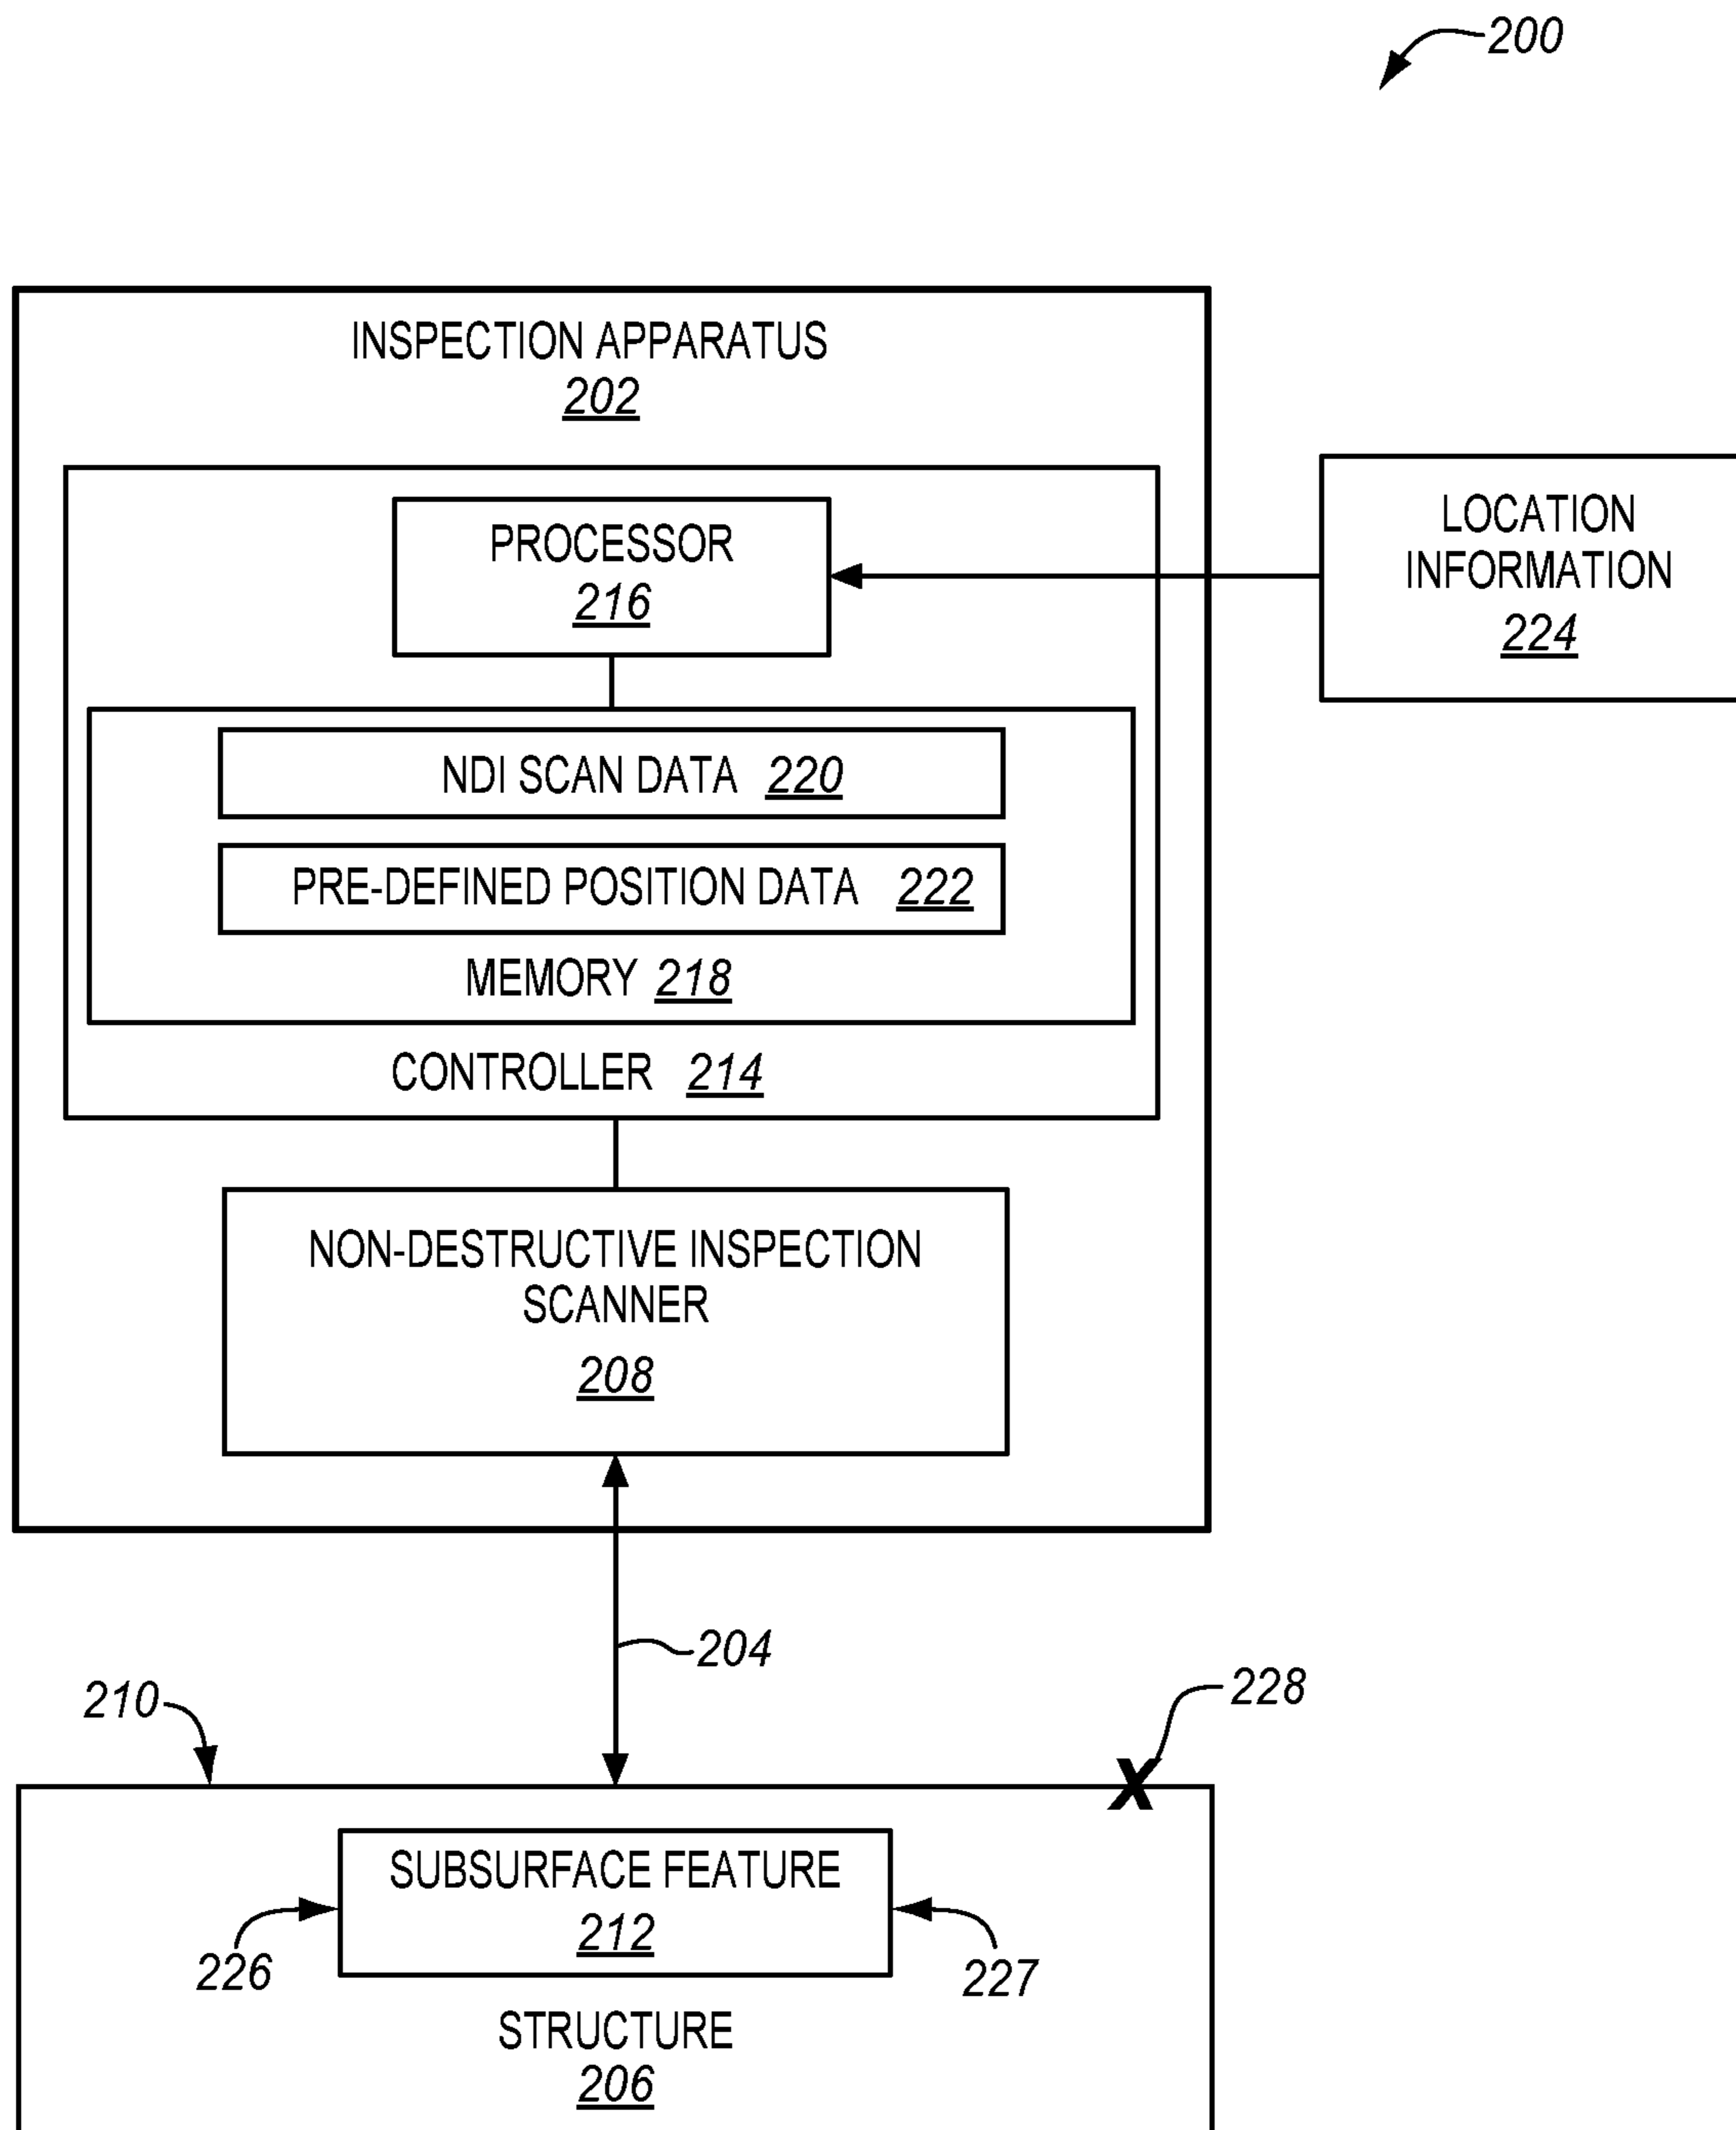 200
INSPECTION APPARATUS
202
PROCESSOR
216
LOCATION
INFORMATION
224
NDI SCAN DATA 220
PRE-DEFINED POSITION DATA 222
MEMORY 218
CONTROLLER 214
NON-DESTRUCTIVE INSPECTION
SCANNER
208
204
210
228
X
SUBSURFACE FEATURE
212
226
227
STRUCTURE
206